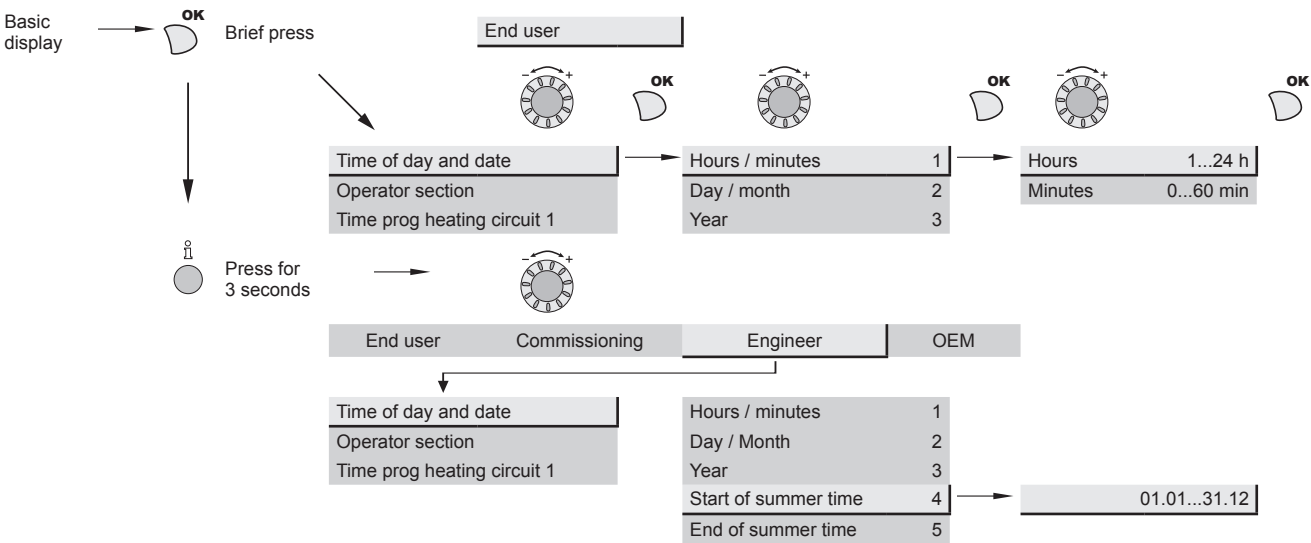 Basic
display
OK
Brief press
End user
- +
OK
- +
OK
- +
OK
Time of day and date
Operator section
Time prog heating circuit 1
Hours / minutes 1
Day / month 2
Year 3
Hours 1...24 h
Minutes 0...60 min
i
Press for
3 seconds
- +
End user Commissioning Engineer OEM
Time of day and date
Operator section
Time prog heating circuit 1
Hours / minutes 1
Day / Month 2
Year 3
Start of summer time 4
End of summer time 5
01.01...31.12